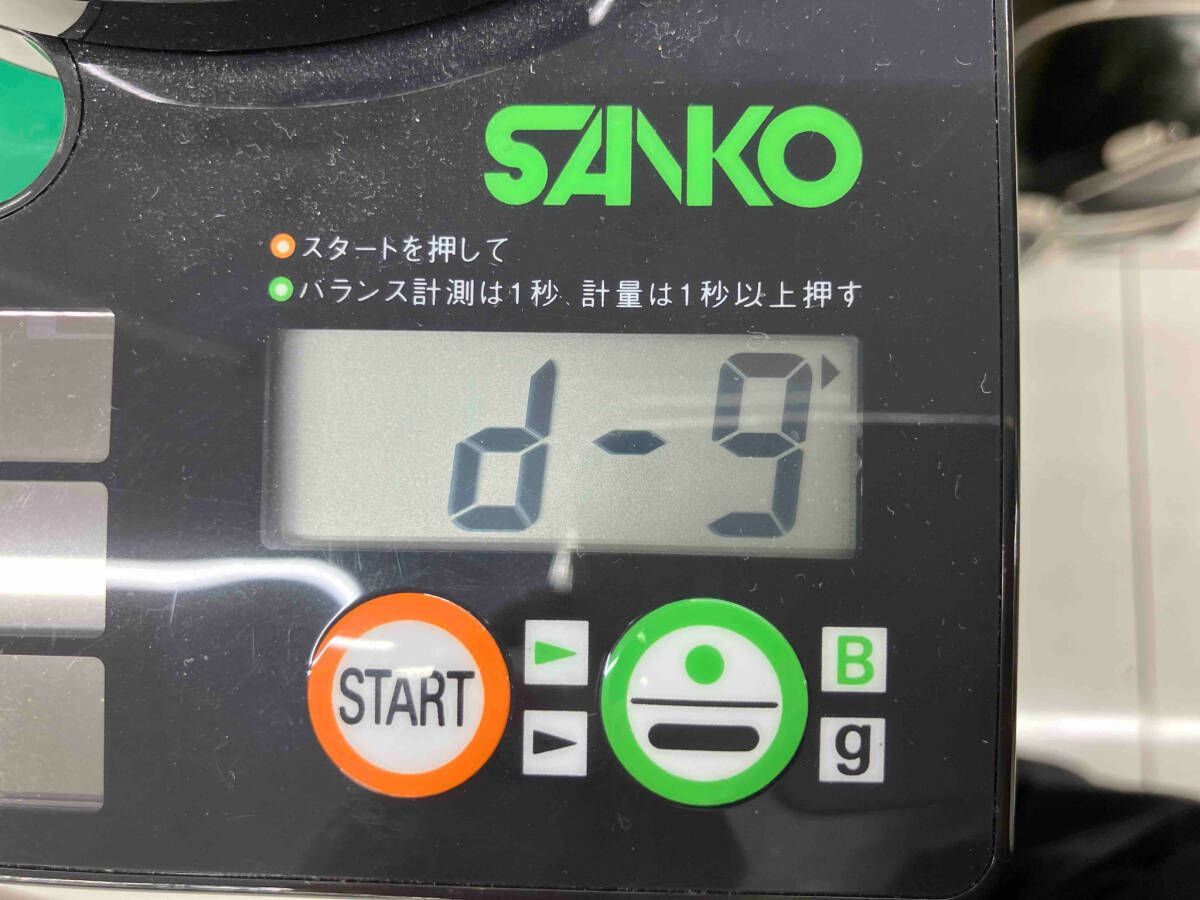 SANKO
スタートを押して
バランス計測は1秒、計量は1秒以上押す
d-9
START
B
g